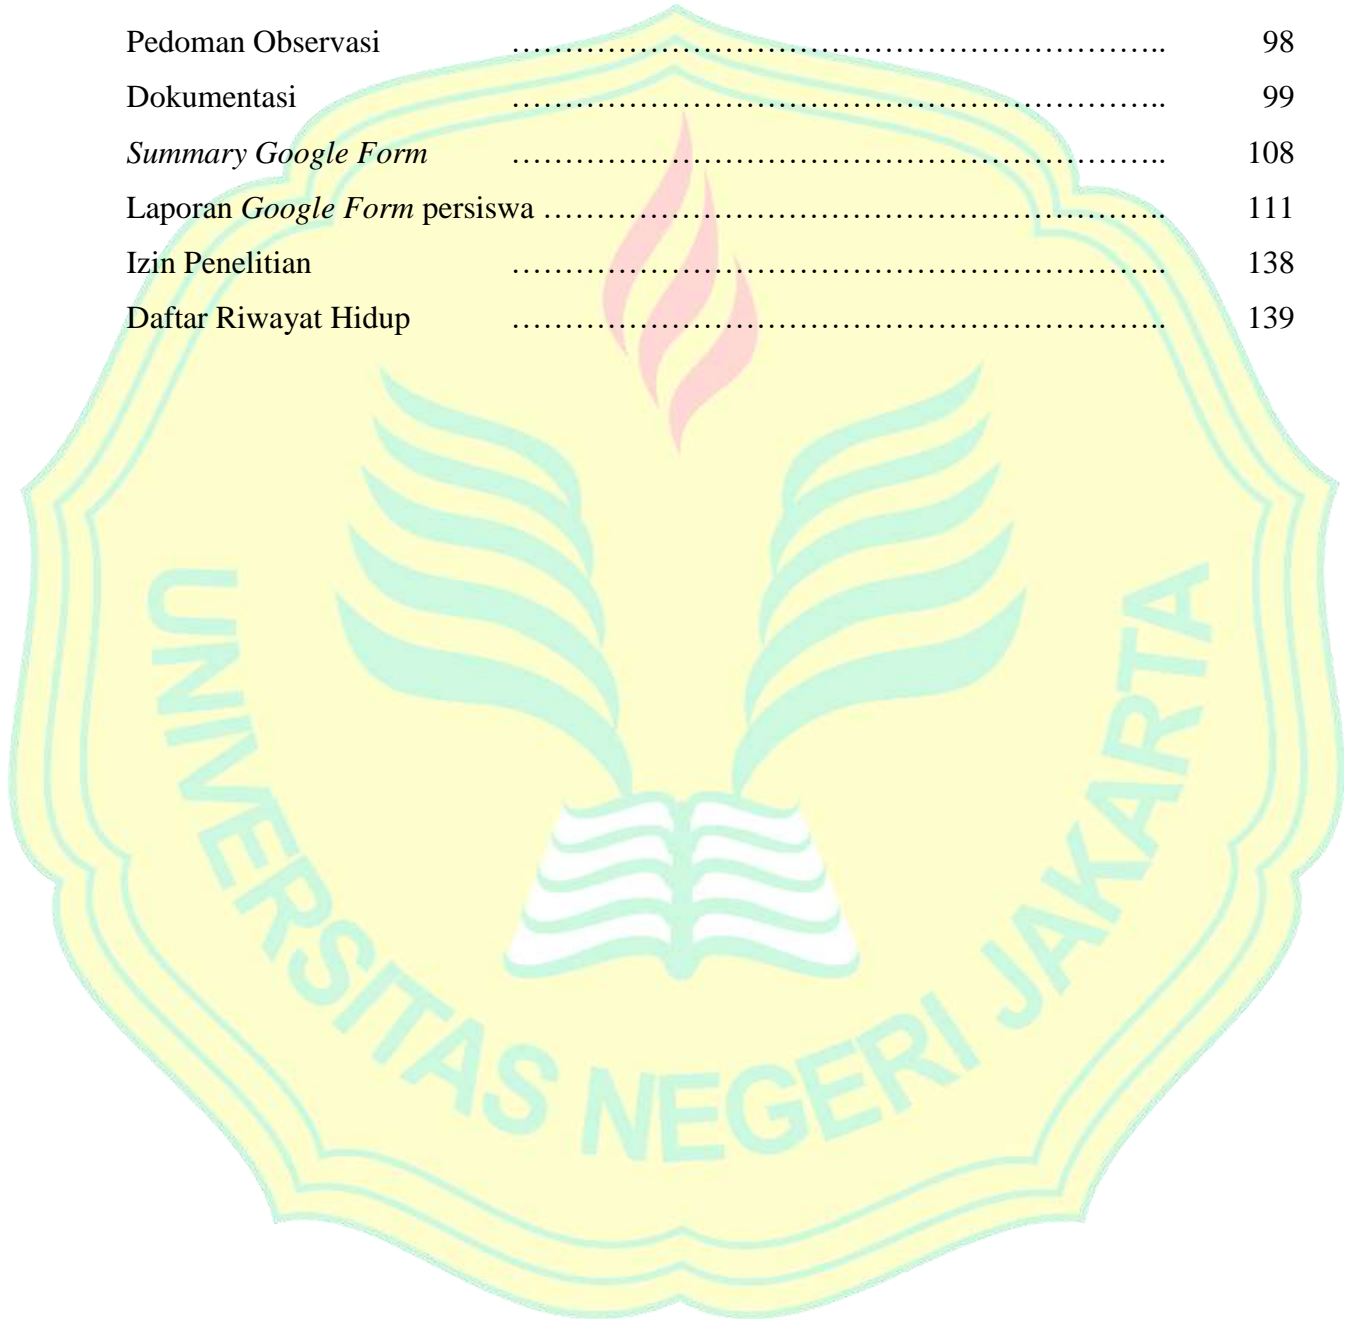 Pedoman Observasi ……………………………………………………….. 98
Dokumentasi ……………………………………………………….. 99
Summary Google Form ……………………………………………………….. 108
Laporan Google Form persiswa ……………………………………………………….. 111
Izin Penelitian ……………………………………………………….. 138
Daftar Riwayat Hidup ……………………………………………………….. 139
UNIVERSITAS NEGERI JAKARTA